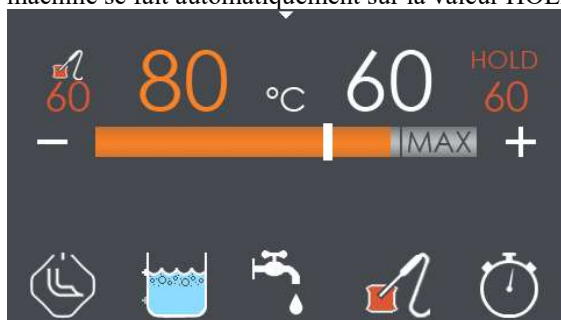 machine se fait automatiquement sur la valeur HOL
60 80 °C 60 HOLD 60
− MAX +